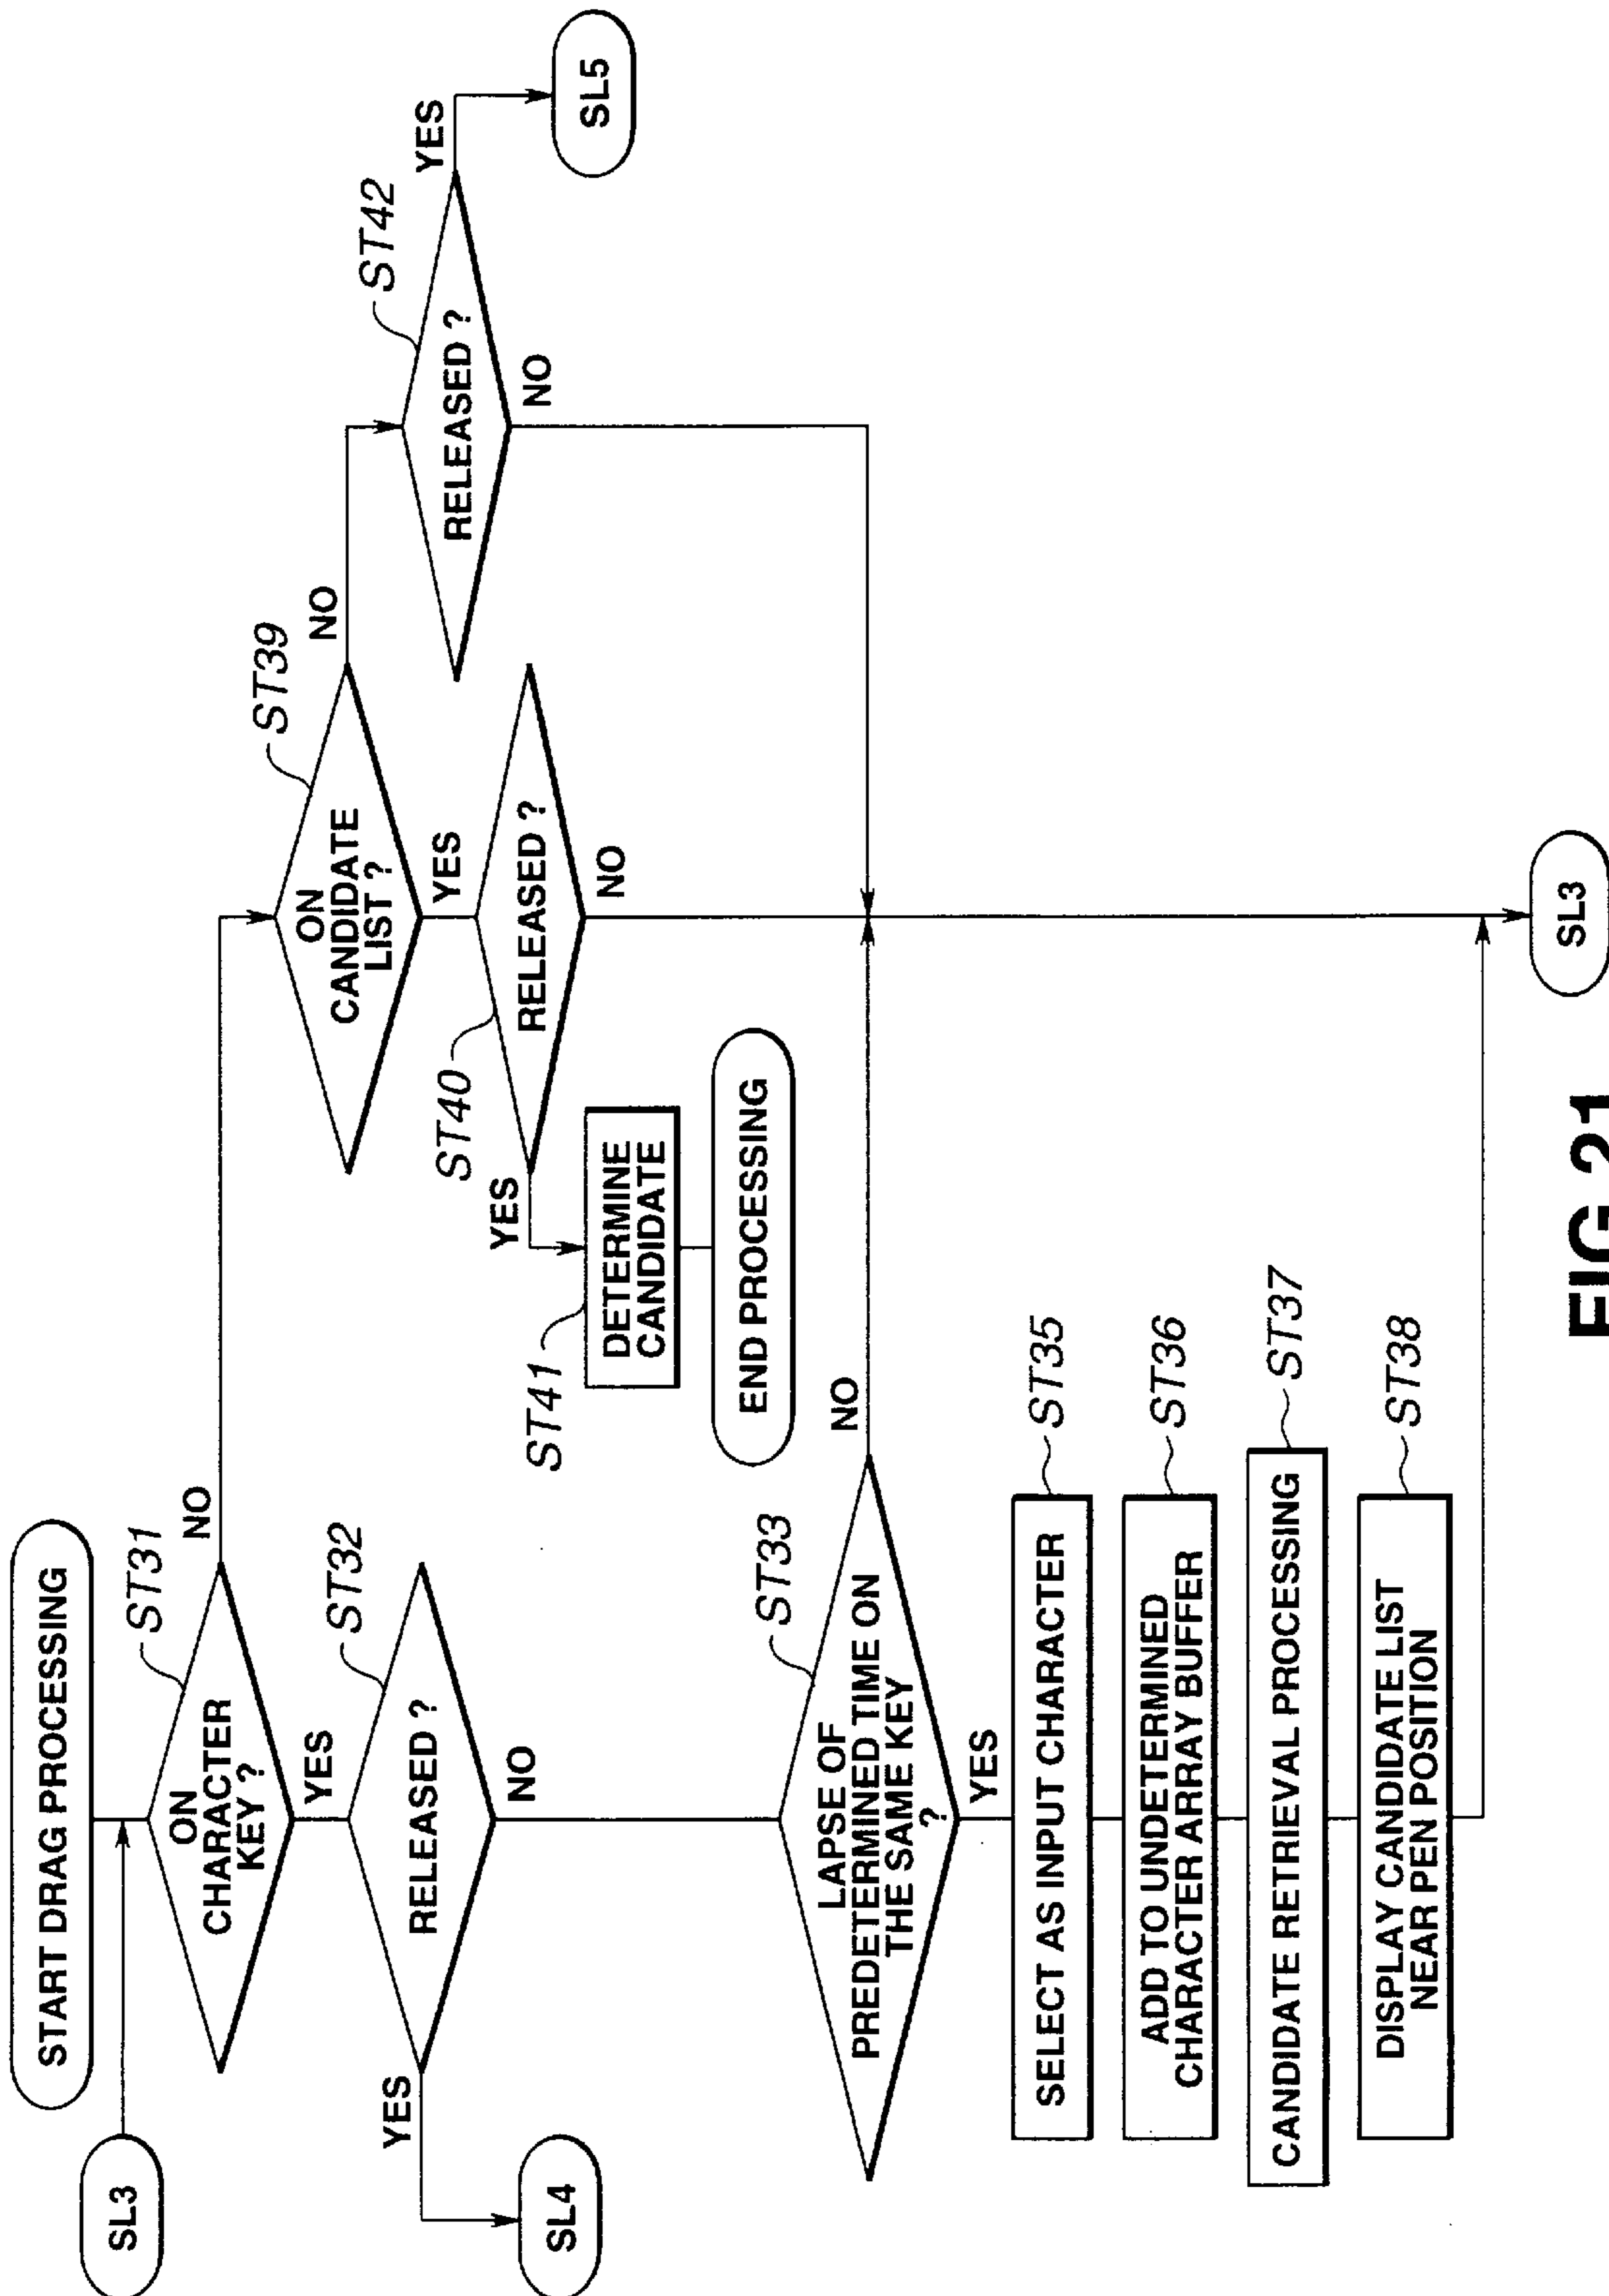 START DRAG PROCESSING
SL3
ST31
ON
CHARACTER
KEY ?
NO
YES
ST32
RELEASED ?
YES
NO
SL4
ST33
LAPSE OF
PREDETERMINED TIME ON
THE SAME KEY
?
NO
YES
SELECT AS INPUT CHARACTER
ST35
ADD TO UNDETERMINED
CHARACTER ARRAY BUFFER
ST36
CANDIDATE RETRIEVAL PROCESSING
ST37
DISPLAY CANDIDATE LIST
NEAR PEN POSITION
ST38
ST39
ON
CANDIDATE
LIST ?
NO
YES
ST40
RELEASED ?
YES
NO
ST41
DETERMINE
CANDIDATE
END PROCESSING
ST42
RELEASED ?
YES
NO
SL5
SL3
FIG.21